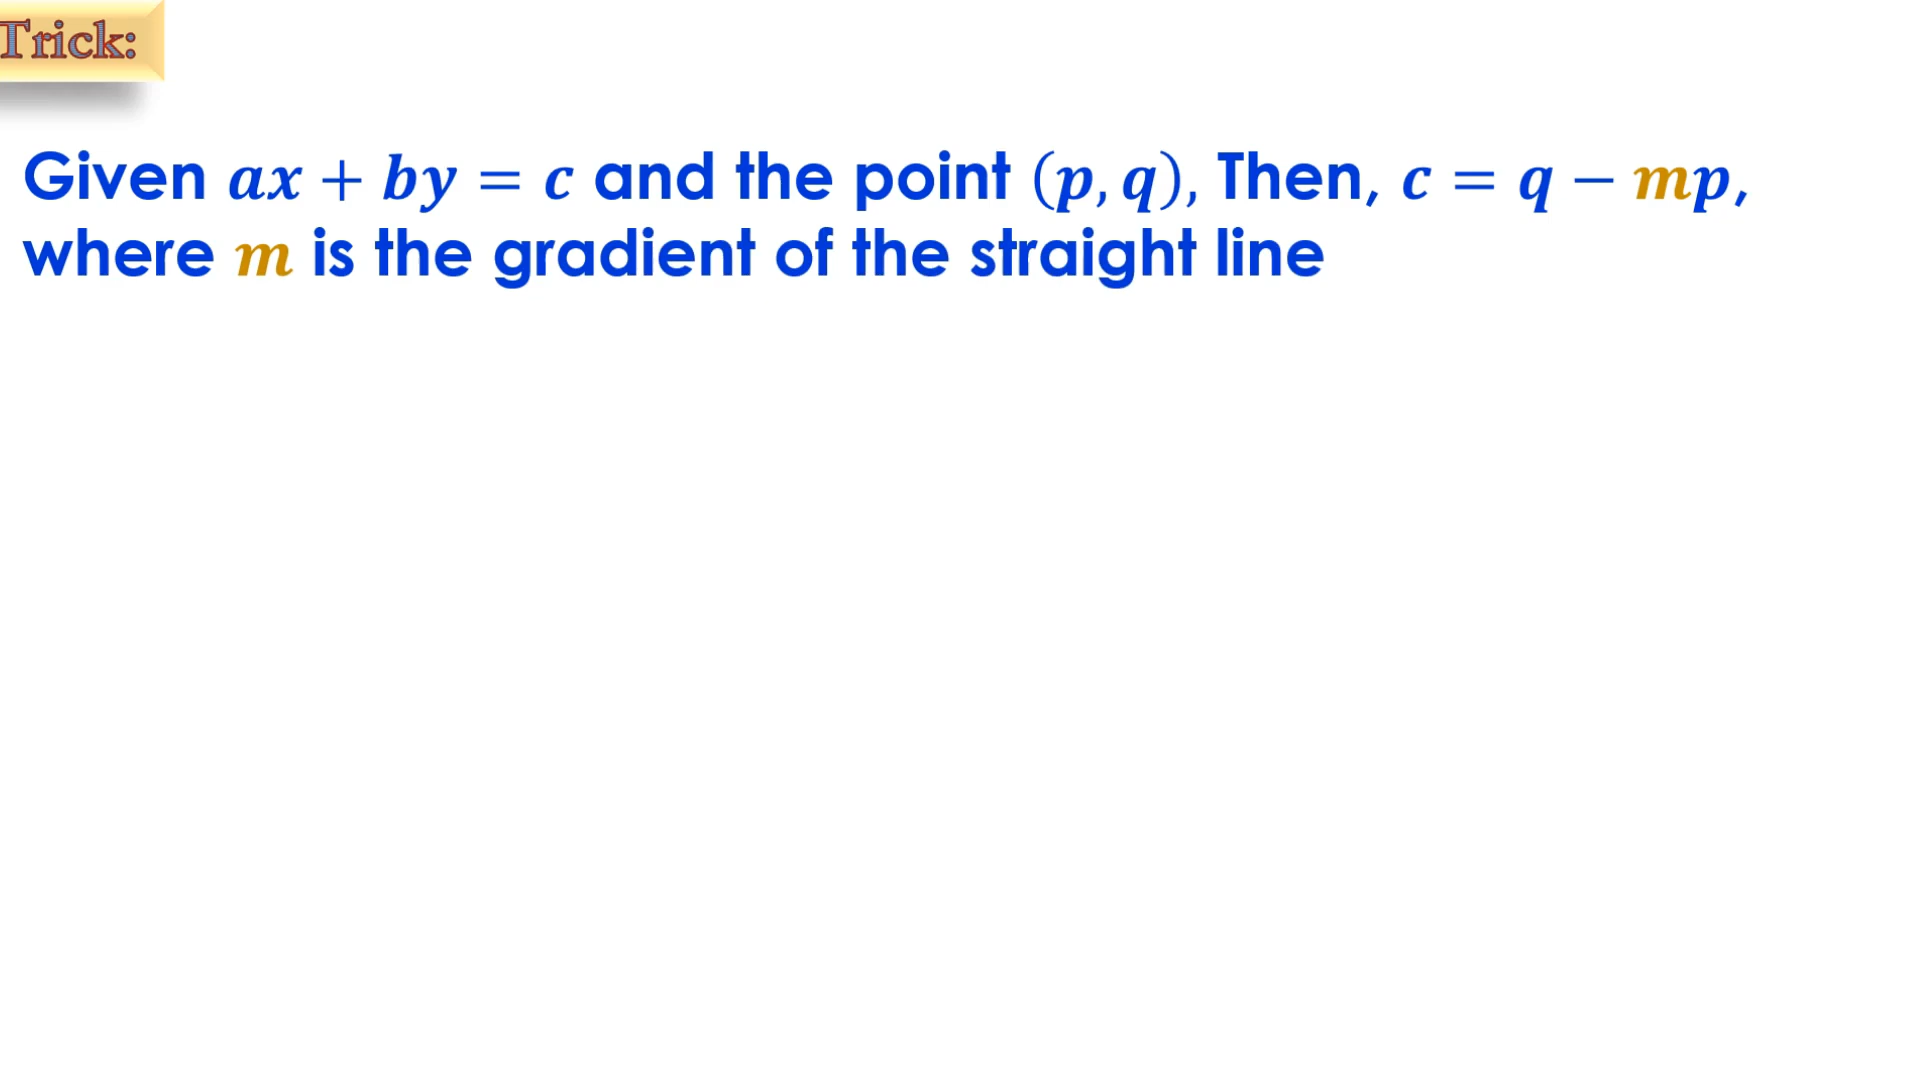 Trick:
Given ax + by = c and the point (p, q), Then, c = q − mp,
where m is the gradient of the straight line